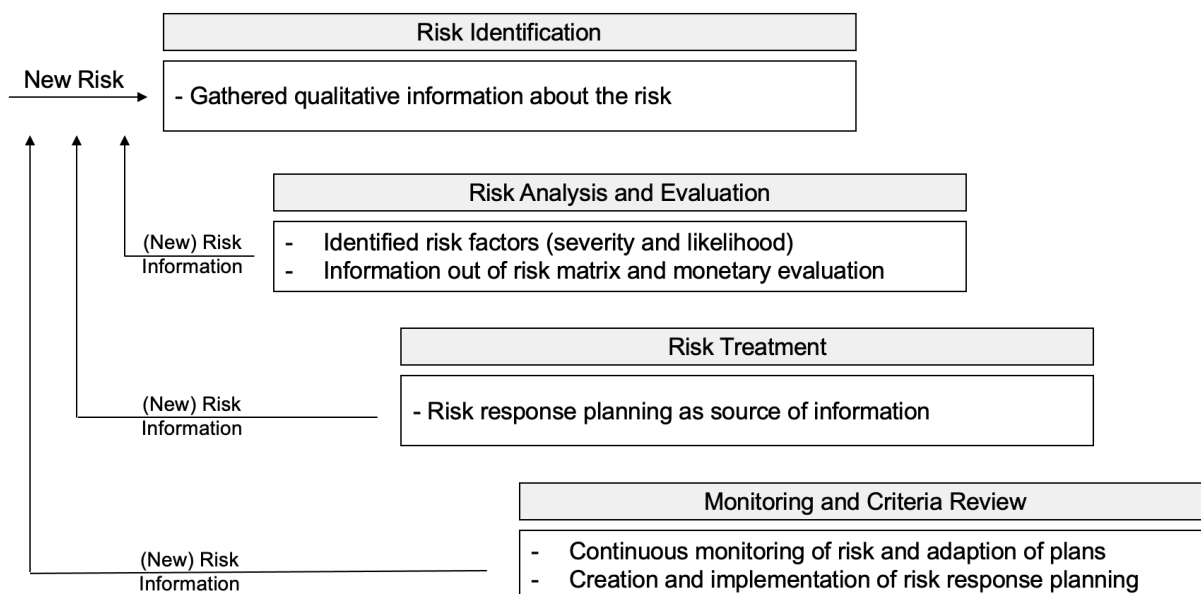 Risk Identification
New Risk
- Gathered qualitative information about the risk
Risk Analysis and Evaluation
(New) Risk
Information
- Identified risk factors (severity and likelihood)
- Information out of risk matrix and monetary evaluation
Risk Treatment
(New) Risk
Information
- Risk response planning as source of information
Monitoring and Criteria Review
(New) Risk
Information
- Continuous monitoring of risk and adaption of plans
- Creation and implementation of risk response planning